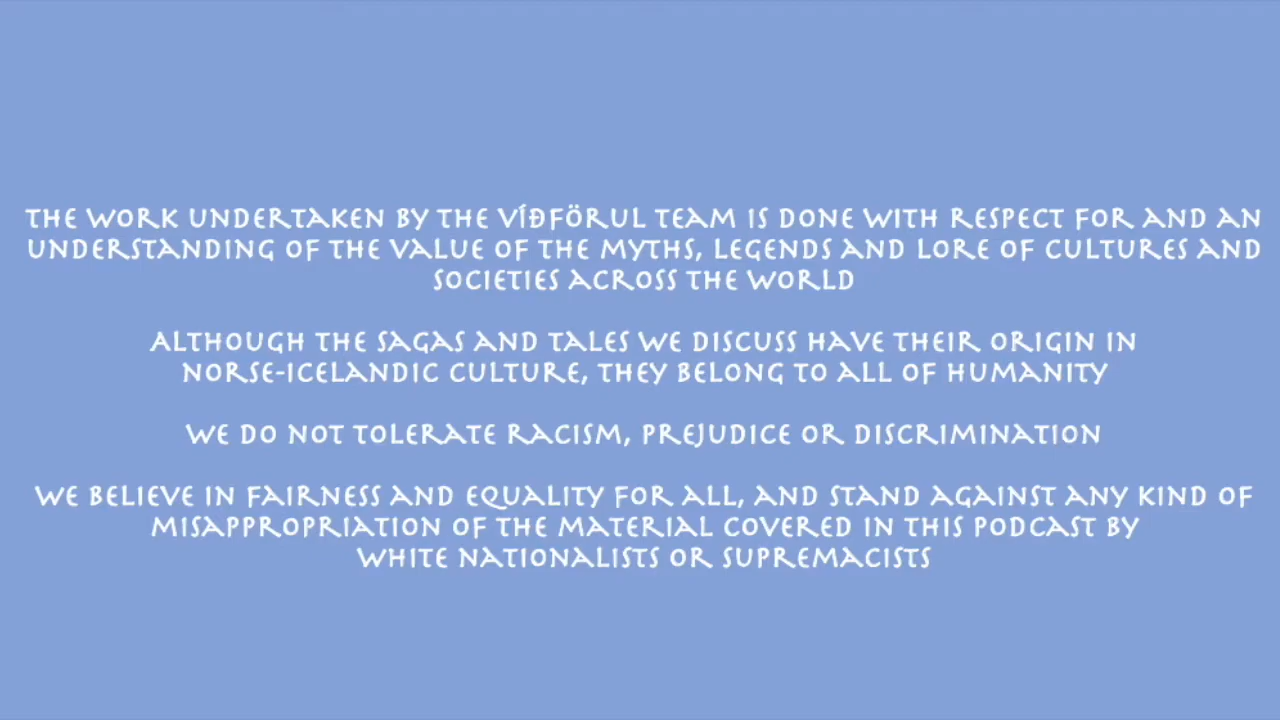 THE WORK UNDERTAKEN BY THE VÍÐFÖRUL TEAM IS DONE WITH RESPECT FOR AND AN
UNDERSTANDING OF THE VALUE OF THE MYTHS, LEGENDS AND LORE OF CULTURES AND
SOCIETIES ACROSS THE WORLD
ALTHOUGH THE SAGAS AND TALES WE DISCUSS HAVE THEIR ORIGIN IN
NORSE-ICELANDIC CULTURE, THEY BELONG TO ALL OF HUMANITY
WE DO NOT TOLERATE RACISM, PREJUDICE OR DISCRIMINATION
WE BELIEVE IN FAIRNESS AND EQUALITY FOR ALL, AND STAND AGAINST ANY KIND OF
MISAPPROPRIATION OF THE MATERIAL COVERED IN THIS PODCAST BY
WHITE NATIONALISTS OR SUPREMACISTS